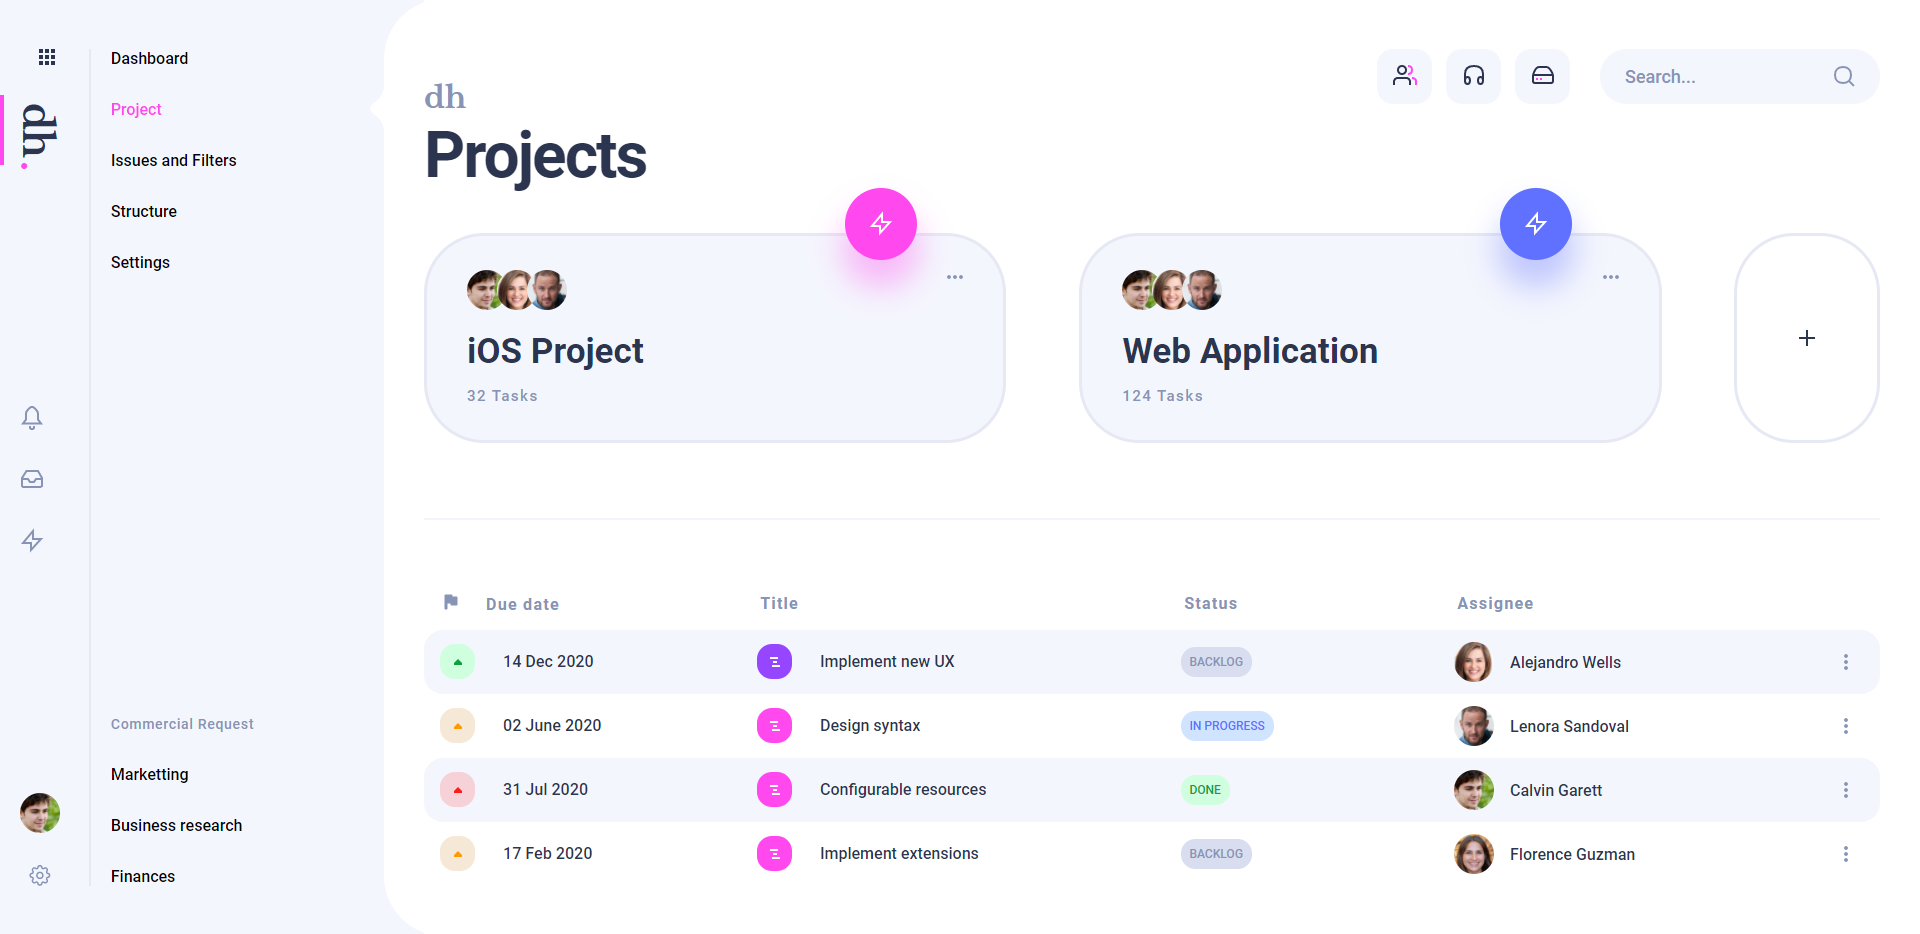 Dashboard
Project
Issues and Filters
Structure
Settings
dh.
Commercial Request
Marketting
Business research
Finances
Search...
dh
Projects
iOS Project
32 Tasks
Web Application
124 Tasks
Due date Title Status Assignee
14 Dec 2020 Implement new UX BACKLOG Alejandro Wells
02 June 2020 Design syntax IN PROGRESS Lenora Sandoval
31 Jul 2020 Configurable resources DONE Calvin Garett
17 Feb 2020 Implement extensions BACKLOG Florence Guzman